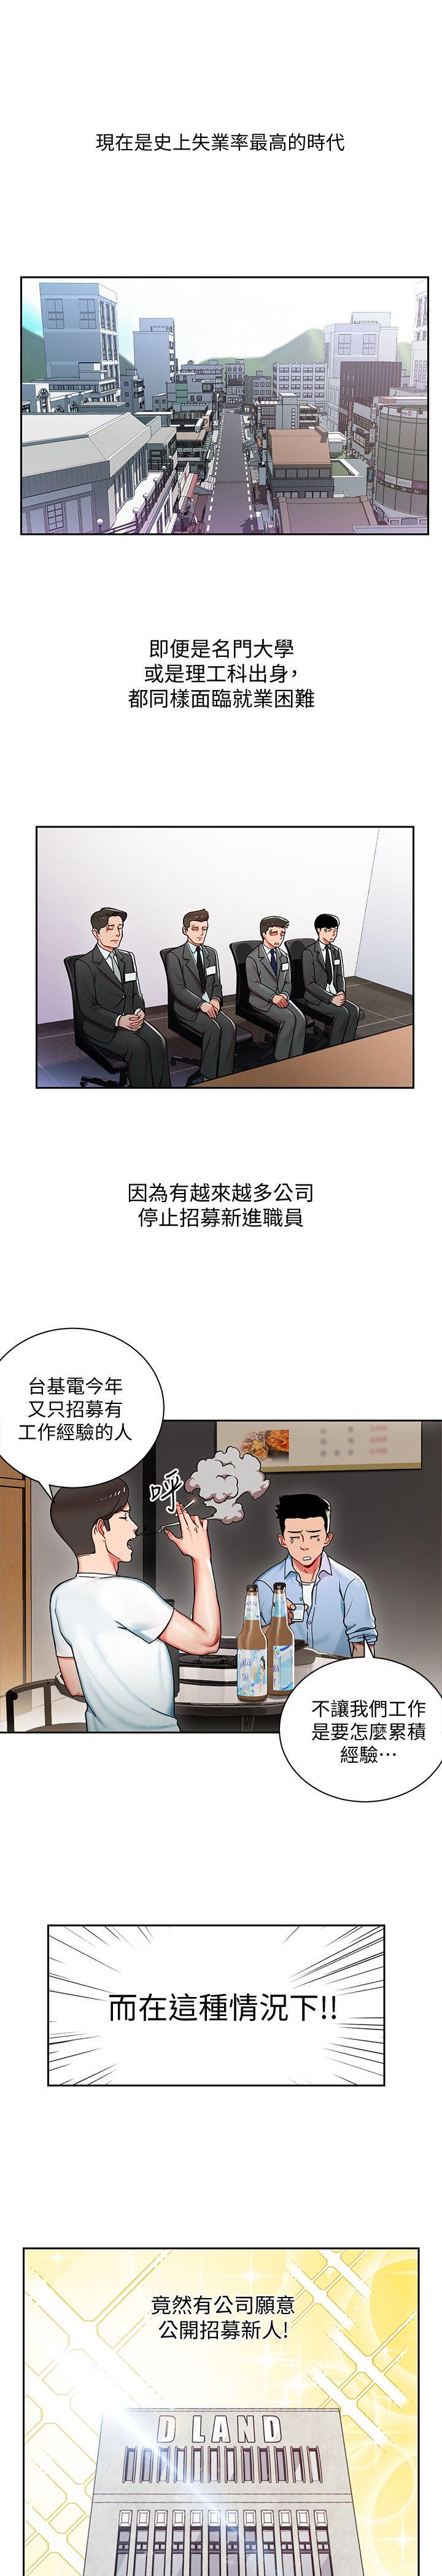 現在是史上失業率最高的時代
即便是名門大學
或是理工科出身,
都同樣面臨就業困難
因為有越來越多公司
停止招募新進職員
台基電今年
又只招募有
工作經驗的人
呼
不讓我們工作
是要怎麼累積
經驗…
而在這種情況下!!
竟然有公司願意
公開招募新人!
D LAND